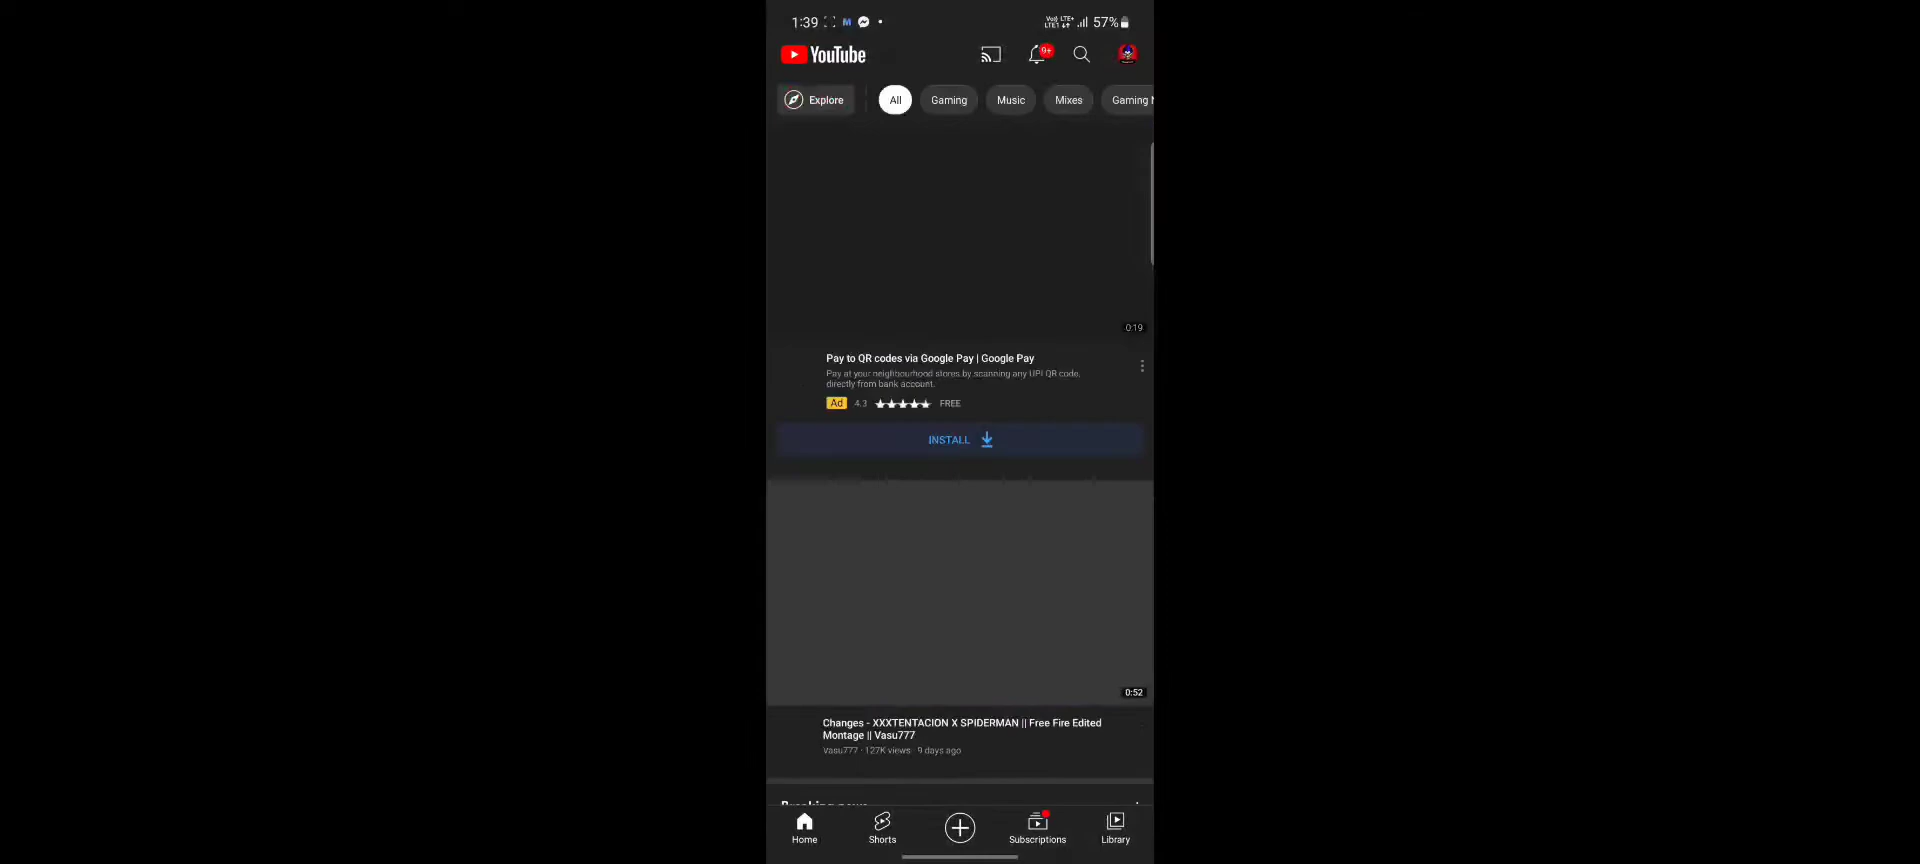 1:39 M 57%
YouTube 9+
Explore All Gaming Music Mixes Gaming
0:19
Pay to QR codes via Google Pay | Google Pay
Pay at your neighbourhood stores by scanning any UPI QR code,
directly from bank account.
Ad 4.3 FREE
INSTALL
0:52
Changes - XXXTENTACION X SPIDERMAN || Free Fire Edited
Montage || Vasu777
Vasu777 · 127K views · 9 days ago
Home Shorts Subscriptions Library